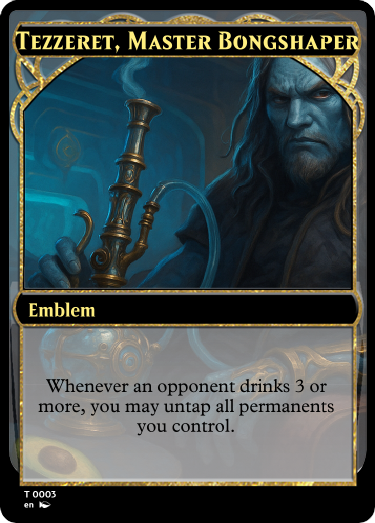 Tezzeret, Master Bongshaper
Emblem
Whenever an opponent drinks 3 or
more, you may untap all permanents
you control.
T 0003
en